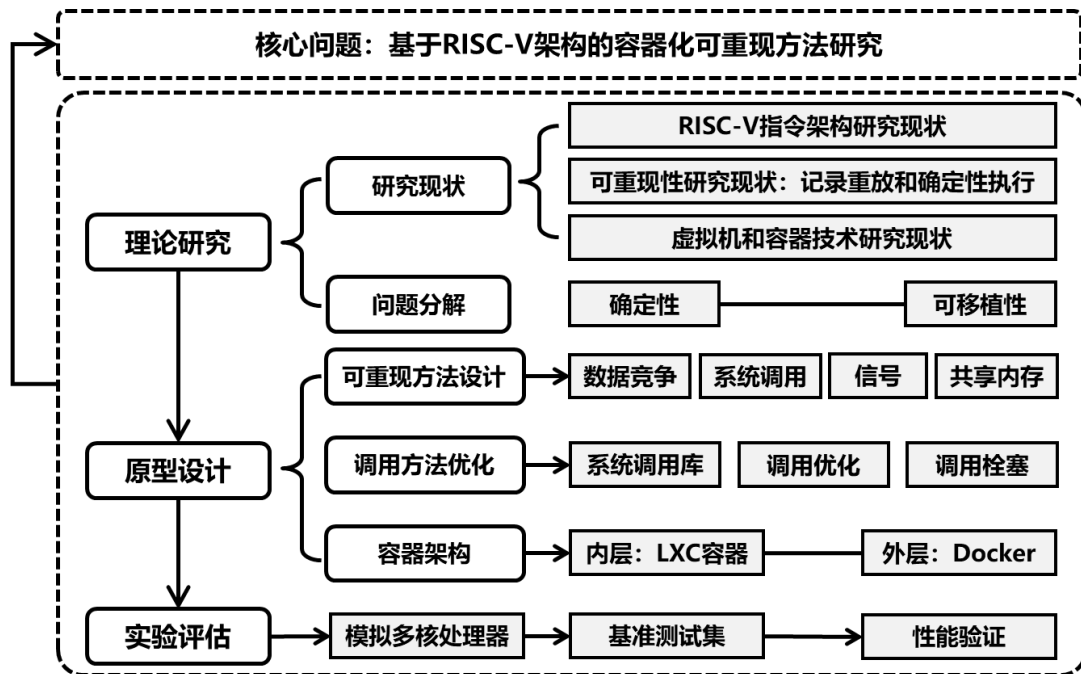 核心问题：基于RISC-V架构的容器化可重现方法研究
RISC-V指令架构研究现状
研究现状
可重现性研究现状：记录重放和确定性执行
理论研究
虚拟机和容器技术研究现状
问题分解
确定性
可移植性
可重现方法设计
数据竞争
系统调用
信号
共享内存
原型设计
调用方法优化
系统调用库
调用优化
调用栓塞
容器架构
内层：LXC容器
外层：Docker
实验评估
模拟多核处理器
基准测试集
性能验证